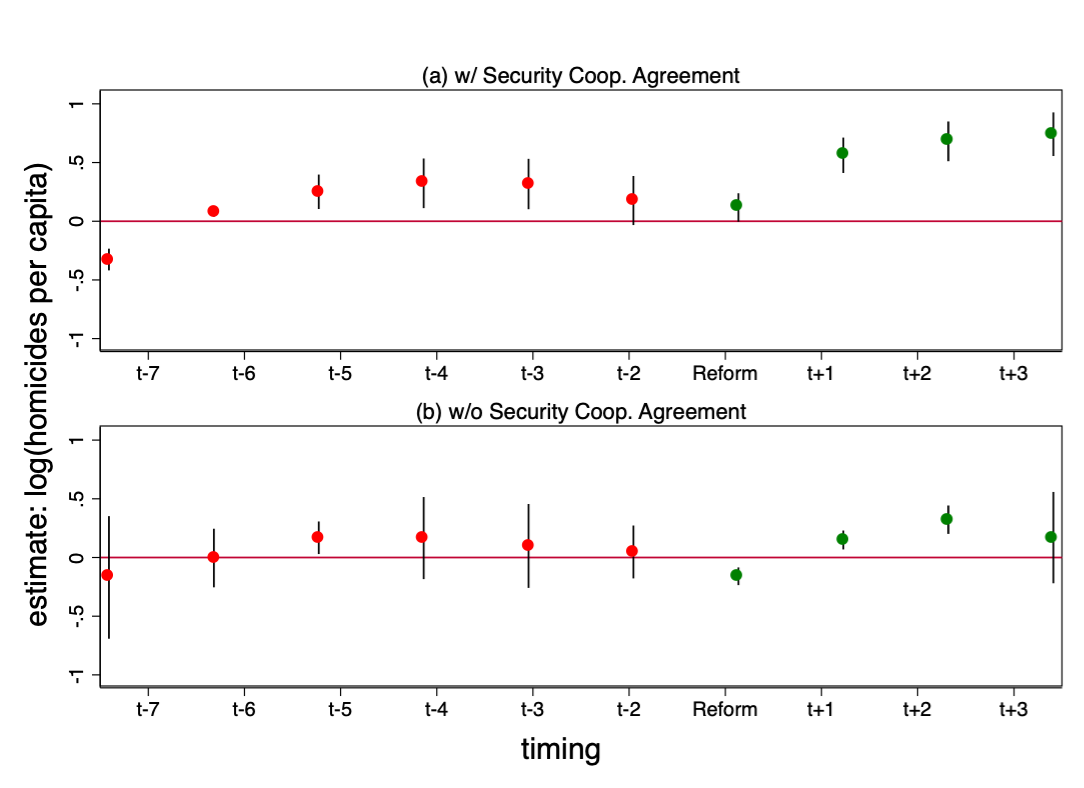 (a) w/ Security Coop. Agreement
1
.5
0
-.5
-1
t-7 t-6 t-5 t-4 t-3 t-2 Reform t+1 t+2 t+3
(b) w/o Security Coop. Agreement
1
.5
0
-.5
-1
t-7 t-6 t-5 t-4 t-3 t-2 Reform t+1 t+2 t+3
estimate: log(homicides per capita)
timing